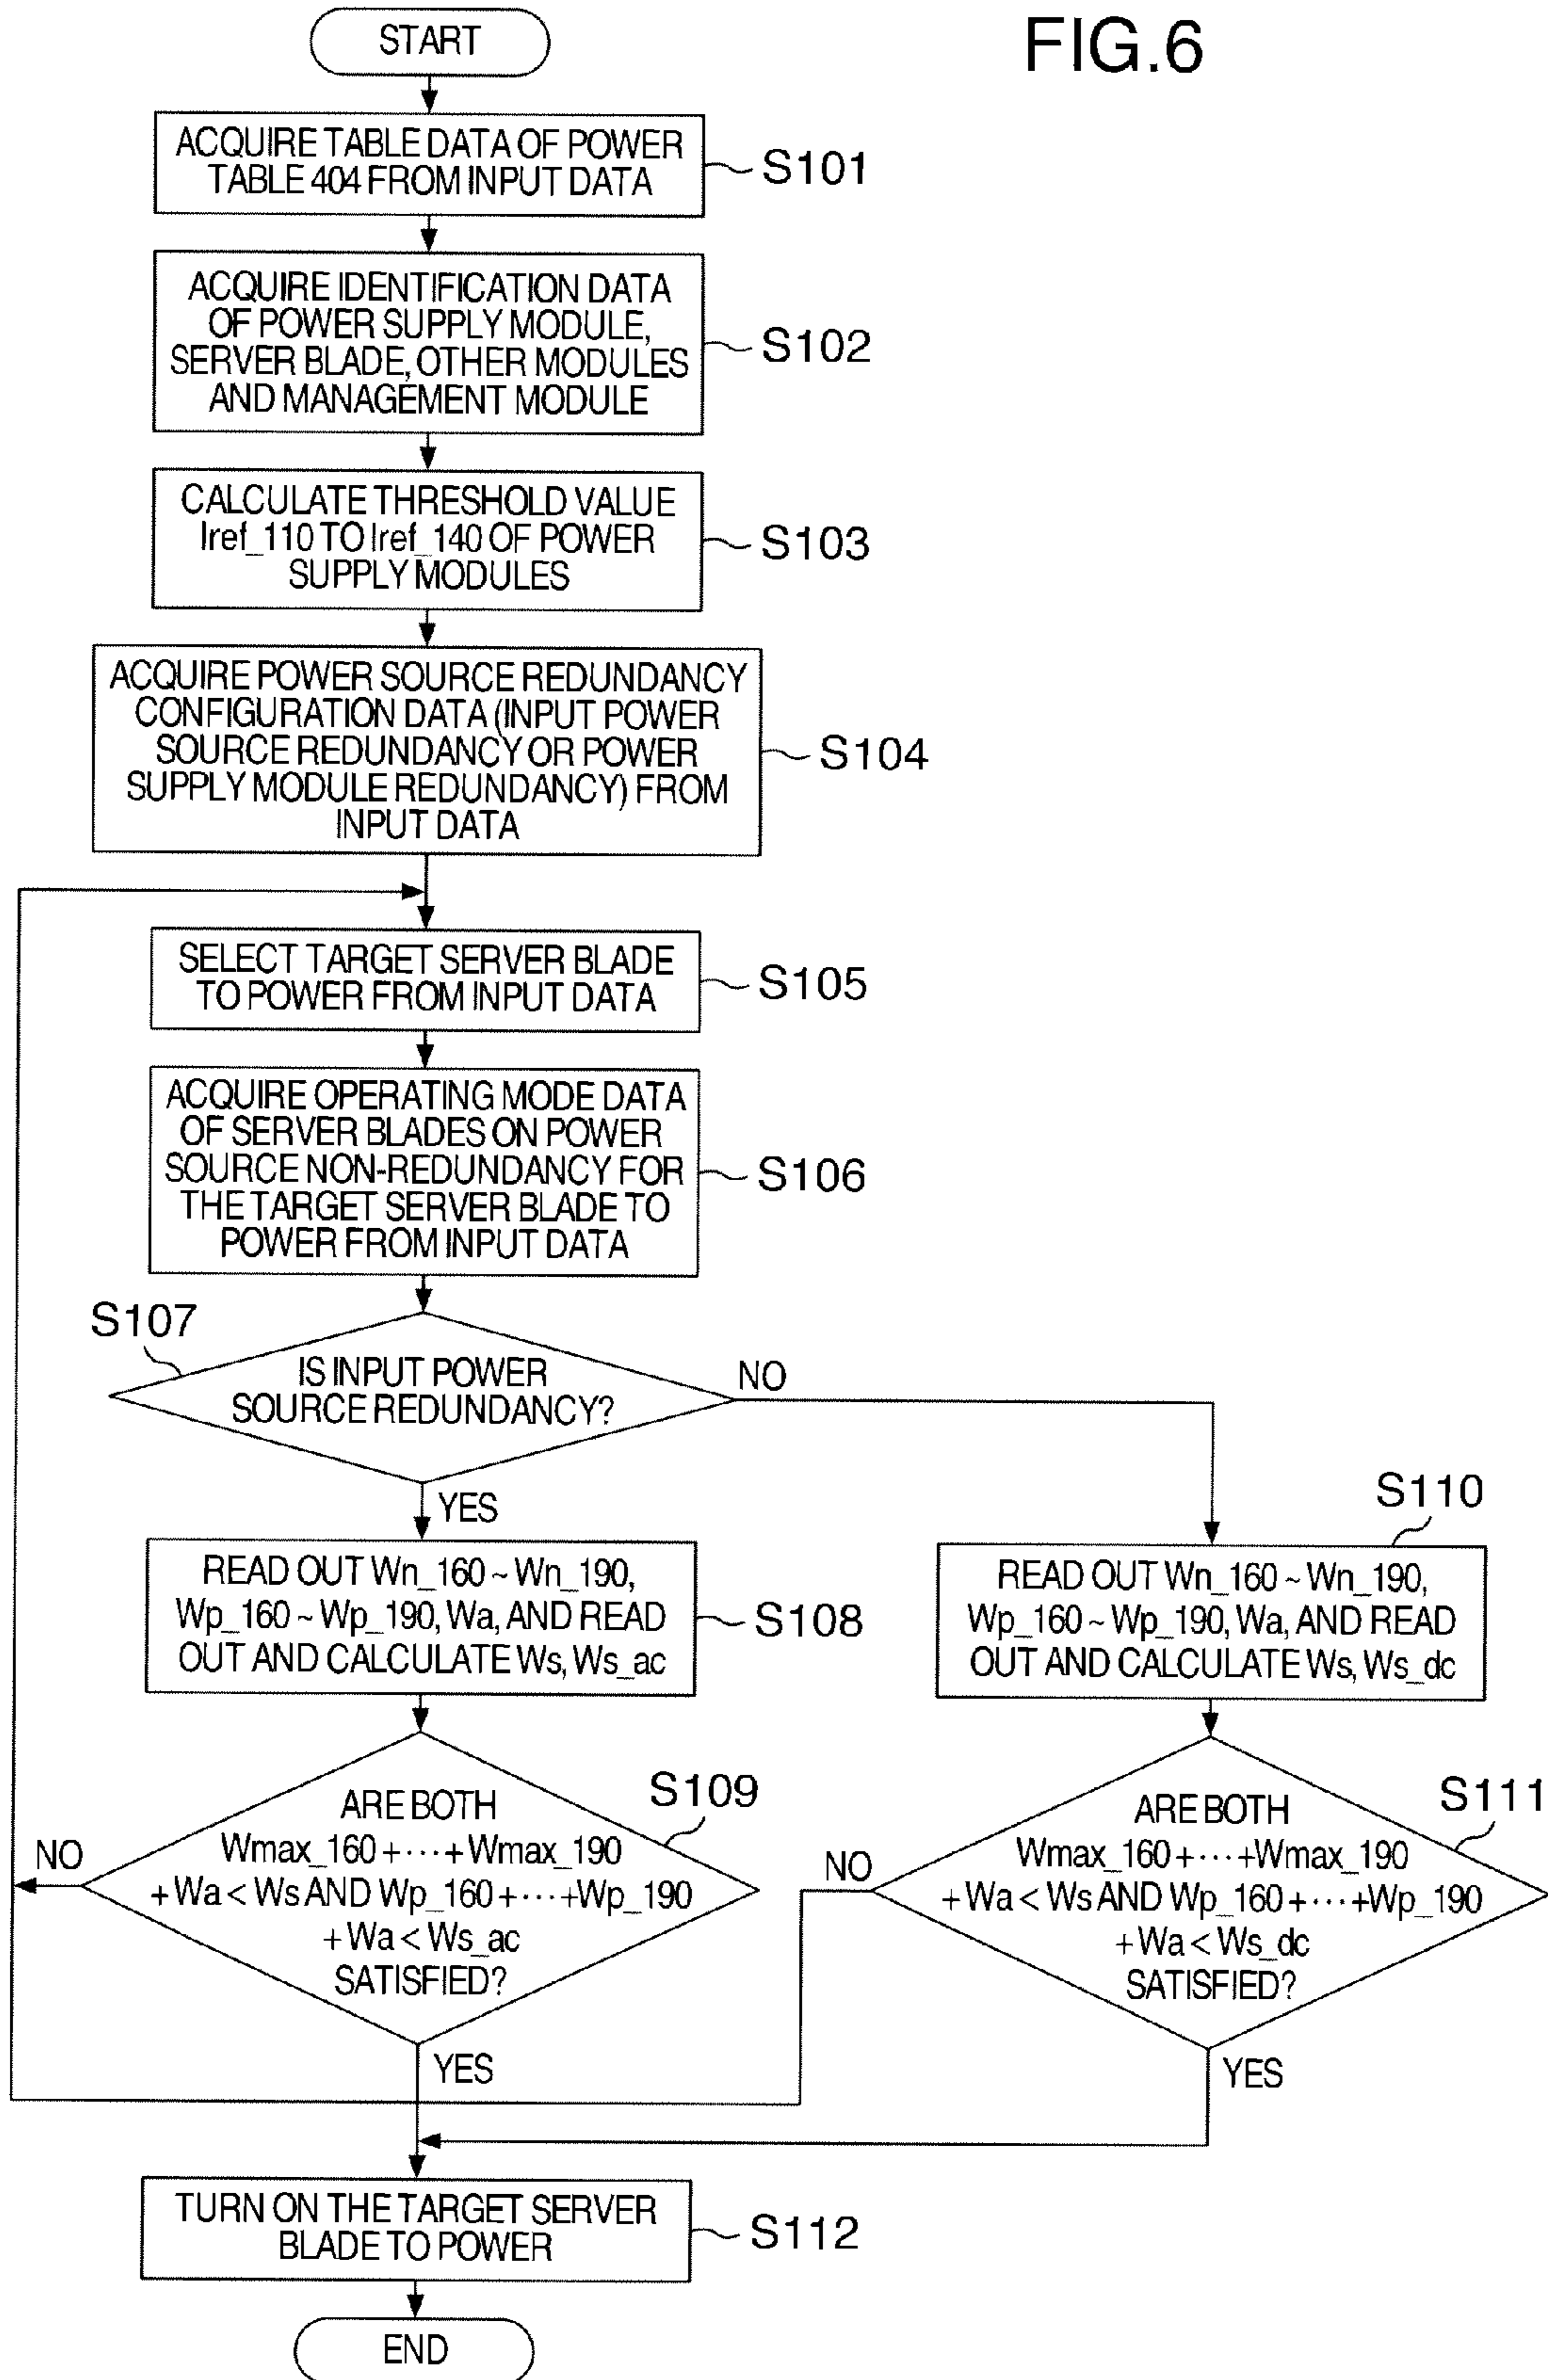 FIG.6
START
ACQUIRE TABLE DATA OF POWER
TABLE 404 FROM INPUT DATA
S101
ACQUIRE IDENTIFICATION DATA
OF POWER SUPPLY MODULE,
SERVER BLADE, OTHER MODULES
AND MANAGEMENT MODULE
S102
CALCULATE THRESHOLD VALUE
Iref_110 TO Iref_140 OF POWER
SUPPLY MODULES
S103
ACQUIRE POWER SOURCE REDUNDANCY
CONFIGURATION DATA (INPUT POWER
SOURCE REDUNDANCY OR POWER
SUPPLY MODULE REDUNDANCY) FROM
INPUT DATA
S104
SELECT TARGET SERVER BLADE
TO POWER FROM INPUT DATA
S105
ACQUIRE OPERATING MODE DATA
OF SERVER BLADES ON POWER
SOURCE NON-REDUNDANCY FOR
THE TARGET SERVER BLADE TO
POWER FROM INPUT DATA
S106
S107
IS INPUT POWER
SOURCE REDUNDANCY?
NO
YES
READ OUT Wn_160 ~ Wn_190,
Wp_160 ~ Wp_190, Wa, AND READ
OUT AND CALCULATE Ws, Ws_ac
S108
S110
READ OUT Wn_160 ~ Wn_190,
Wp_160 ~ Wp_190, Wa, AND READ
OUT AND CALCULATE Ws, Ws_dc
S109
ARE BOTH
Wmax_160 + ··· + Wmax_190
+ Wa < Ws AND Wp_160 + ··· + Wp_190
+ Wa < Ws_ac
SATISFIED?
NO
YES
S111
ARE BOTH
Wmax_160 + ··· + Wmax_190
+ Wa < Ws AND Wp_160 + ··· + Wp_190
+ Wa < Ws_dc
SATISFIED?
NO
YES
TURN ON THE TARGET SERVER
BLADE TO POWER
S112
END